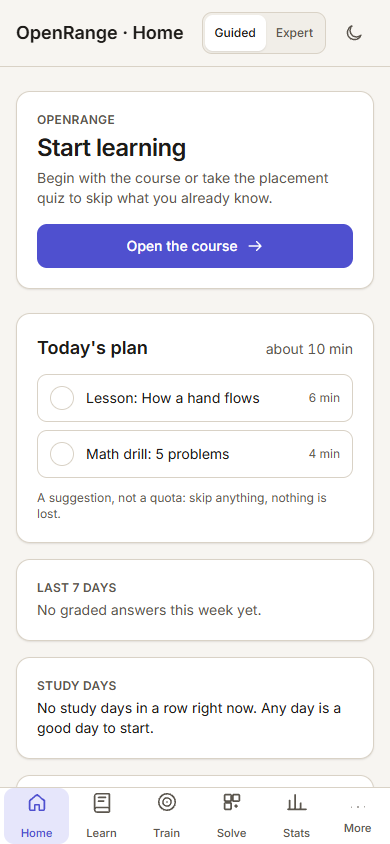 OpenRange · Home
Guided
Expert
OPENRANGE
Start learning
Begin with the course or take the placement
quiz to skip what you already know.
Open the course →
Today's plan
about 10 min
Lesson: How a hand flows
6 min
Math drill: 5 problems
4 min
A suggestion, not a quota: skip anything, nothing is
lost.
LAST 7 DAYS
No graded answers this week yet.
STUDY DAYS
No study days in a row right now. Any day is a
good day to start.
Home
Learn
Train
Solve
Stats
More